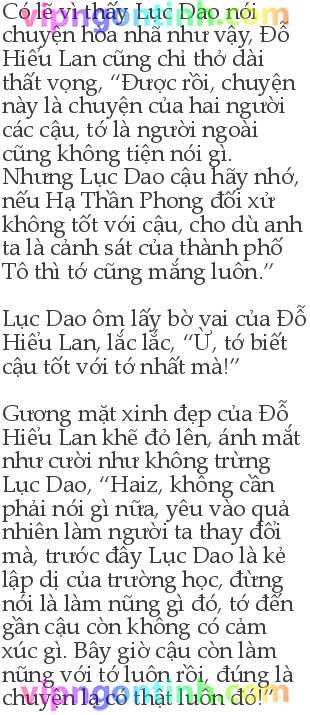 Có lẽ vì thấy Lục Dao nói
chuyện hòa nhã như vậy, Đỗ
Hiểu Lan cũng chỉ thở dài
thất vọng, “Được rồi, chuyện
này là chuyện của hai người
các cậu, tớ là người ngoài
cũng không tiện nói gì.
Nhưng Lục Dao cậu hãy nhớ,
nếu Hạ Thần Phong đối xử
không tốt với cậu, cho dù anh
ta là cảnh sát của thành phố
Tô thì tớ cũng mắng luôn.”
Lục Dao ôm lấy bờ vai của Đỗ
Hiểu Lan, lắc lắc, “Ừ, tớ biết
cậu tốt với tớ nhất mà!”
Gương mặt xinh đẹp của Đỗ
Hiểu Lan khẽ đỏ lên, ánh mắt
như cười như không trừng
Lục Dao, “Haiz, không cần
phải nói gì nữa, yêu vào quả
nhiên làm người ta thay đổi
mà, trước đây Lục Dao là kẻ
lập dị của trường học, đừng
nói là làm nũng gì đó, tớ đến
gần cậu còn không có cảm
xúc gì. Bây giờ cậu còn làm
nũng với tớ luôn rồi, đúng là
chuyện lạ có thật luôn đó!”
vipngontinh.com
vipngontinh.com